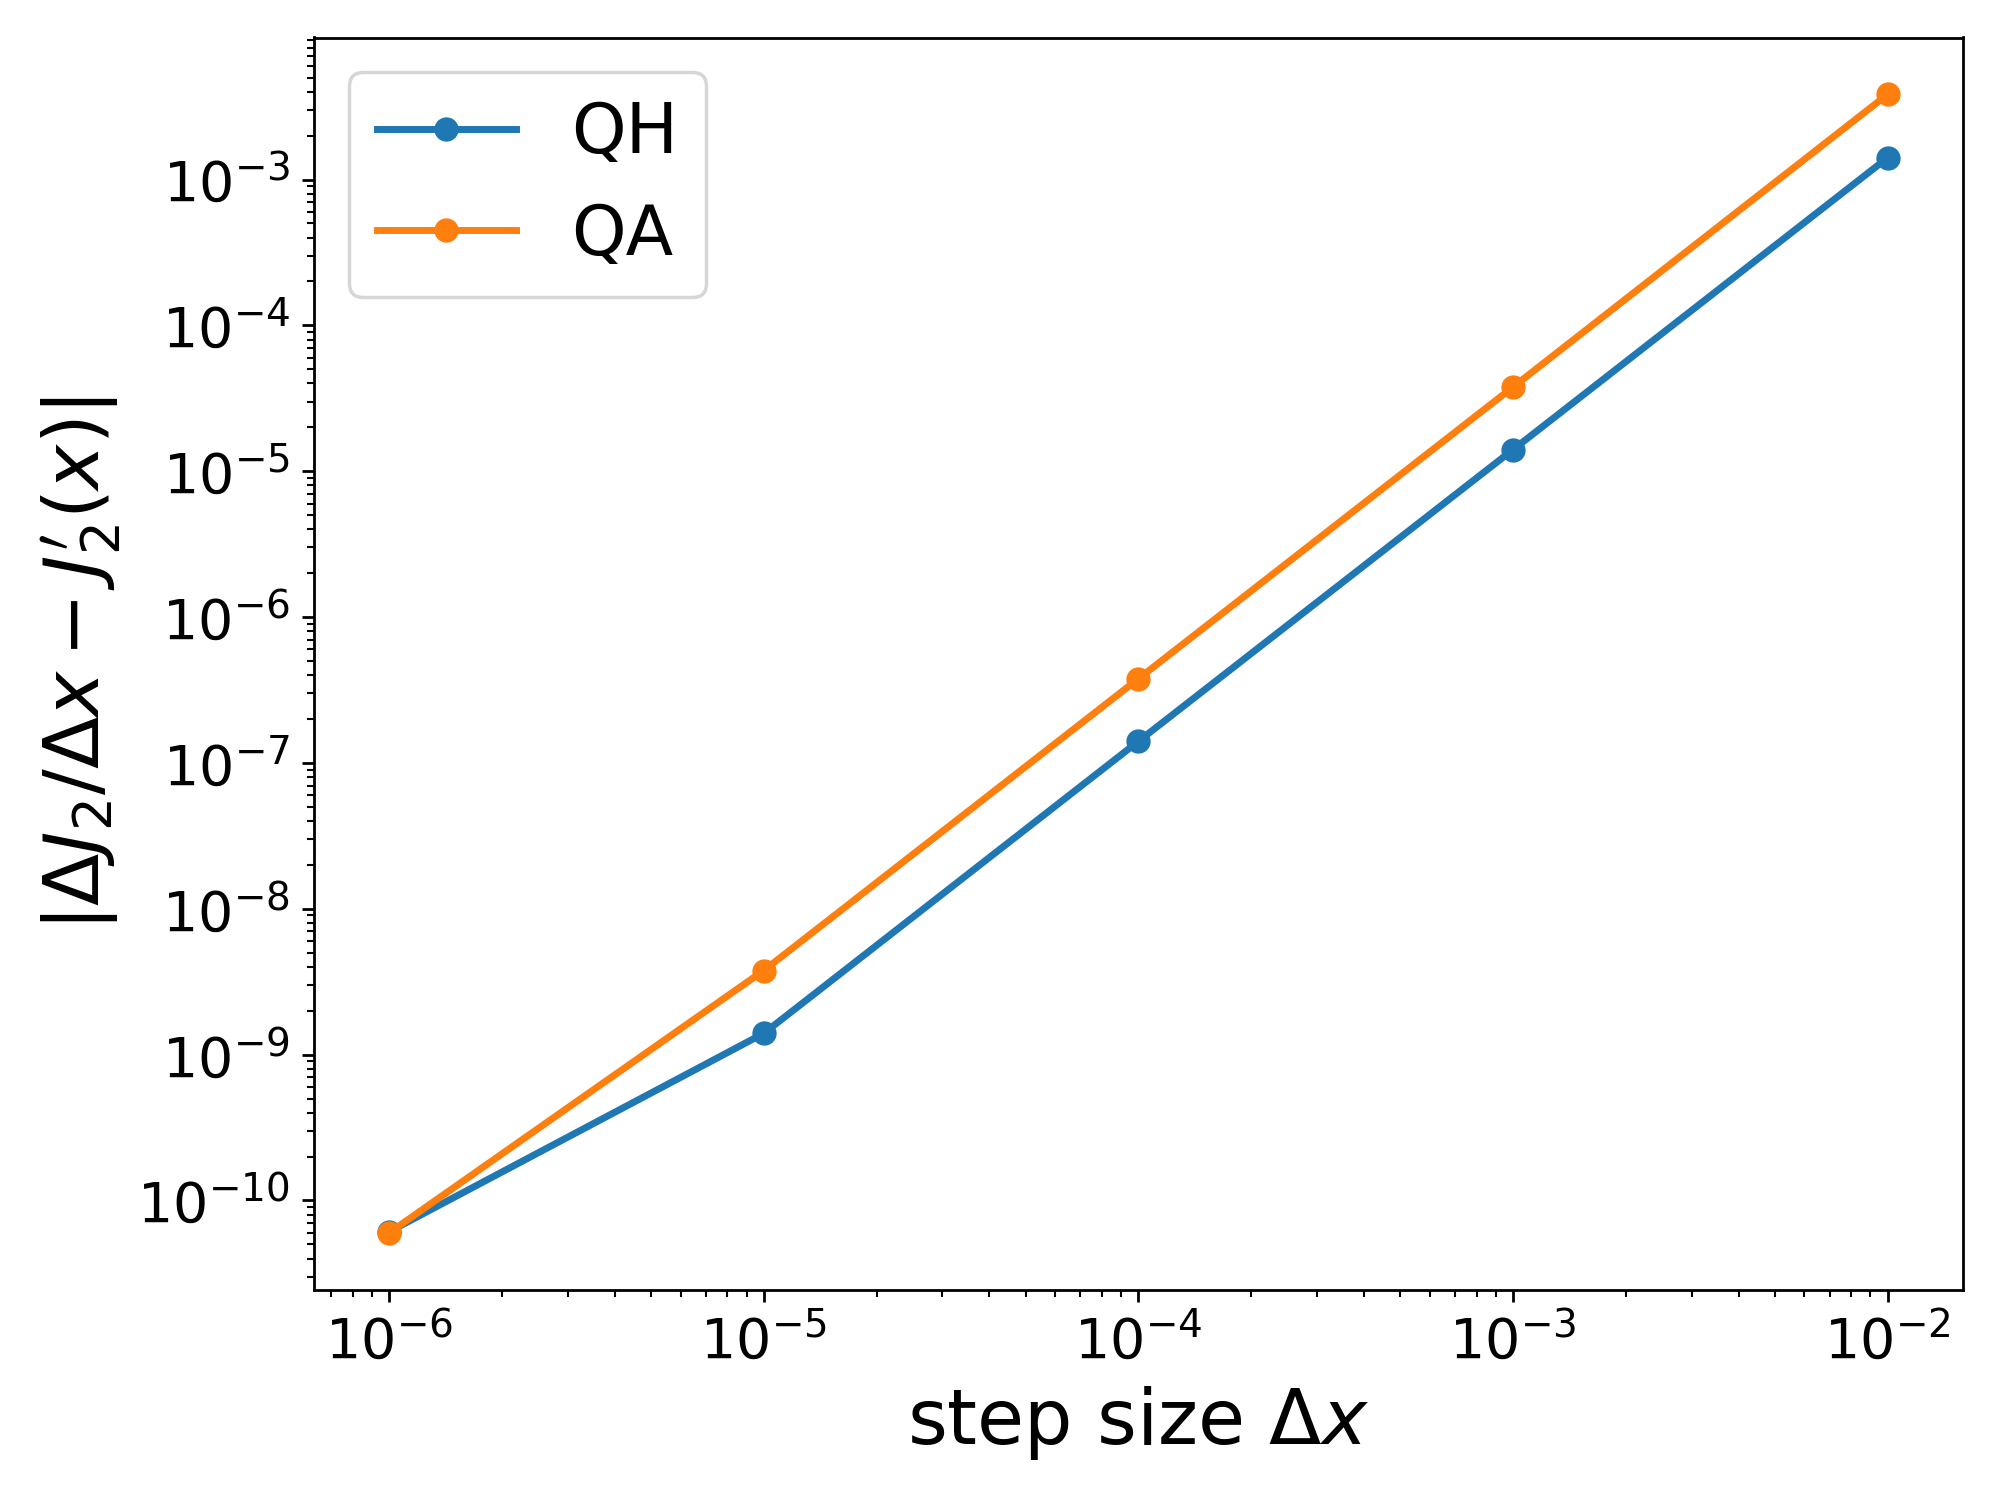 QH
QA
10⁻³
10⁻⁴
10⁻⁵
10⁻⁶
10⁻⁷
10⁻⁸
10⁻⁹
10⁻¹⁰
|ΔJ₂/Δx − J₂′(x)|
10⁻⁶ 10⁻⁵ 10⁻⁴ 10⁻³ 10⁻²
step size Δx